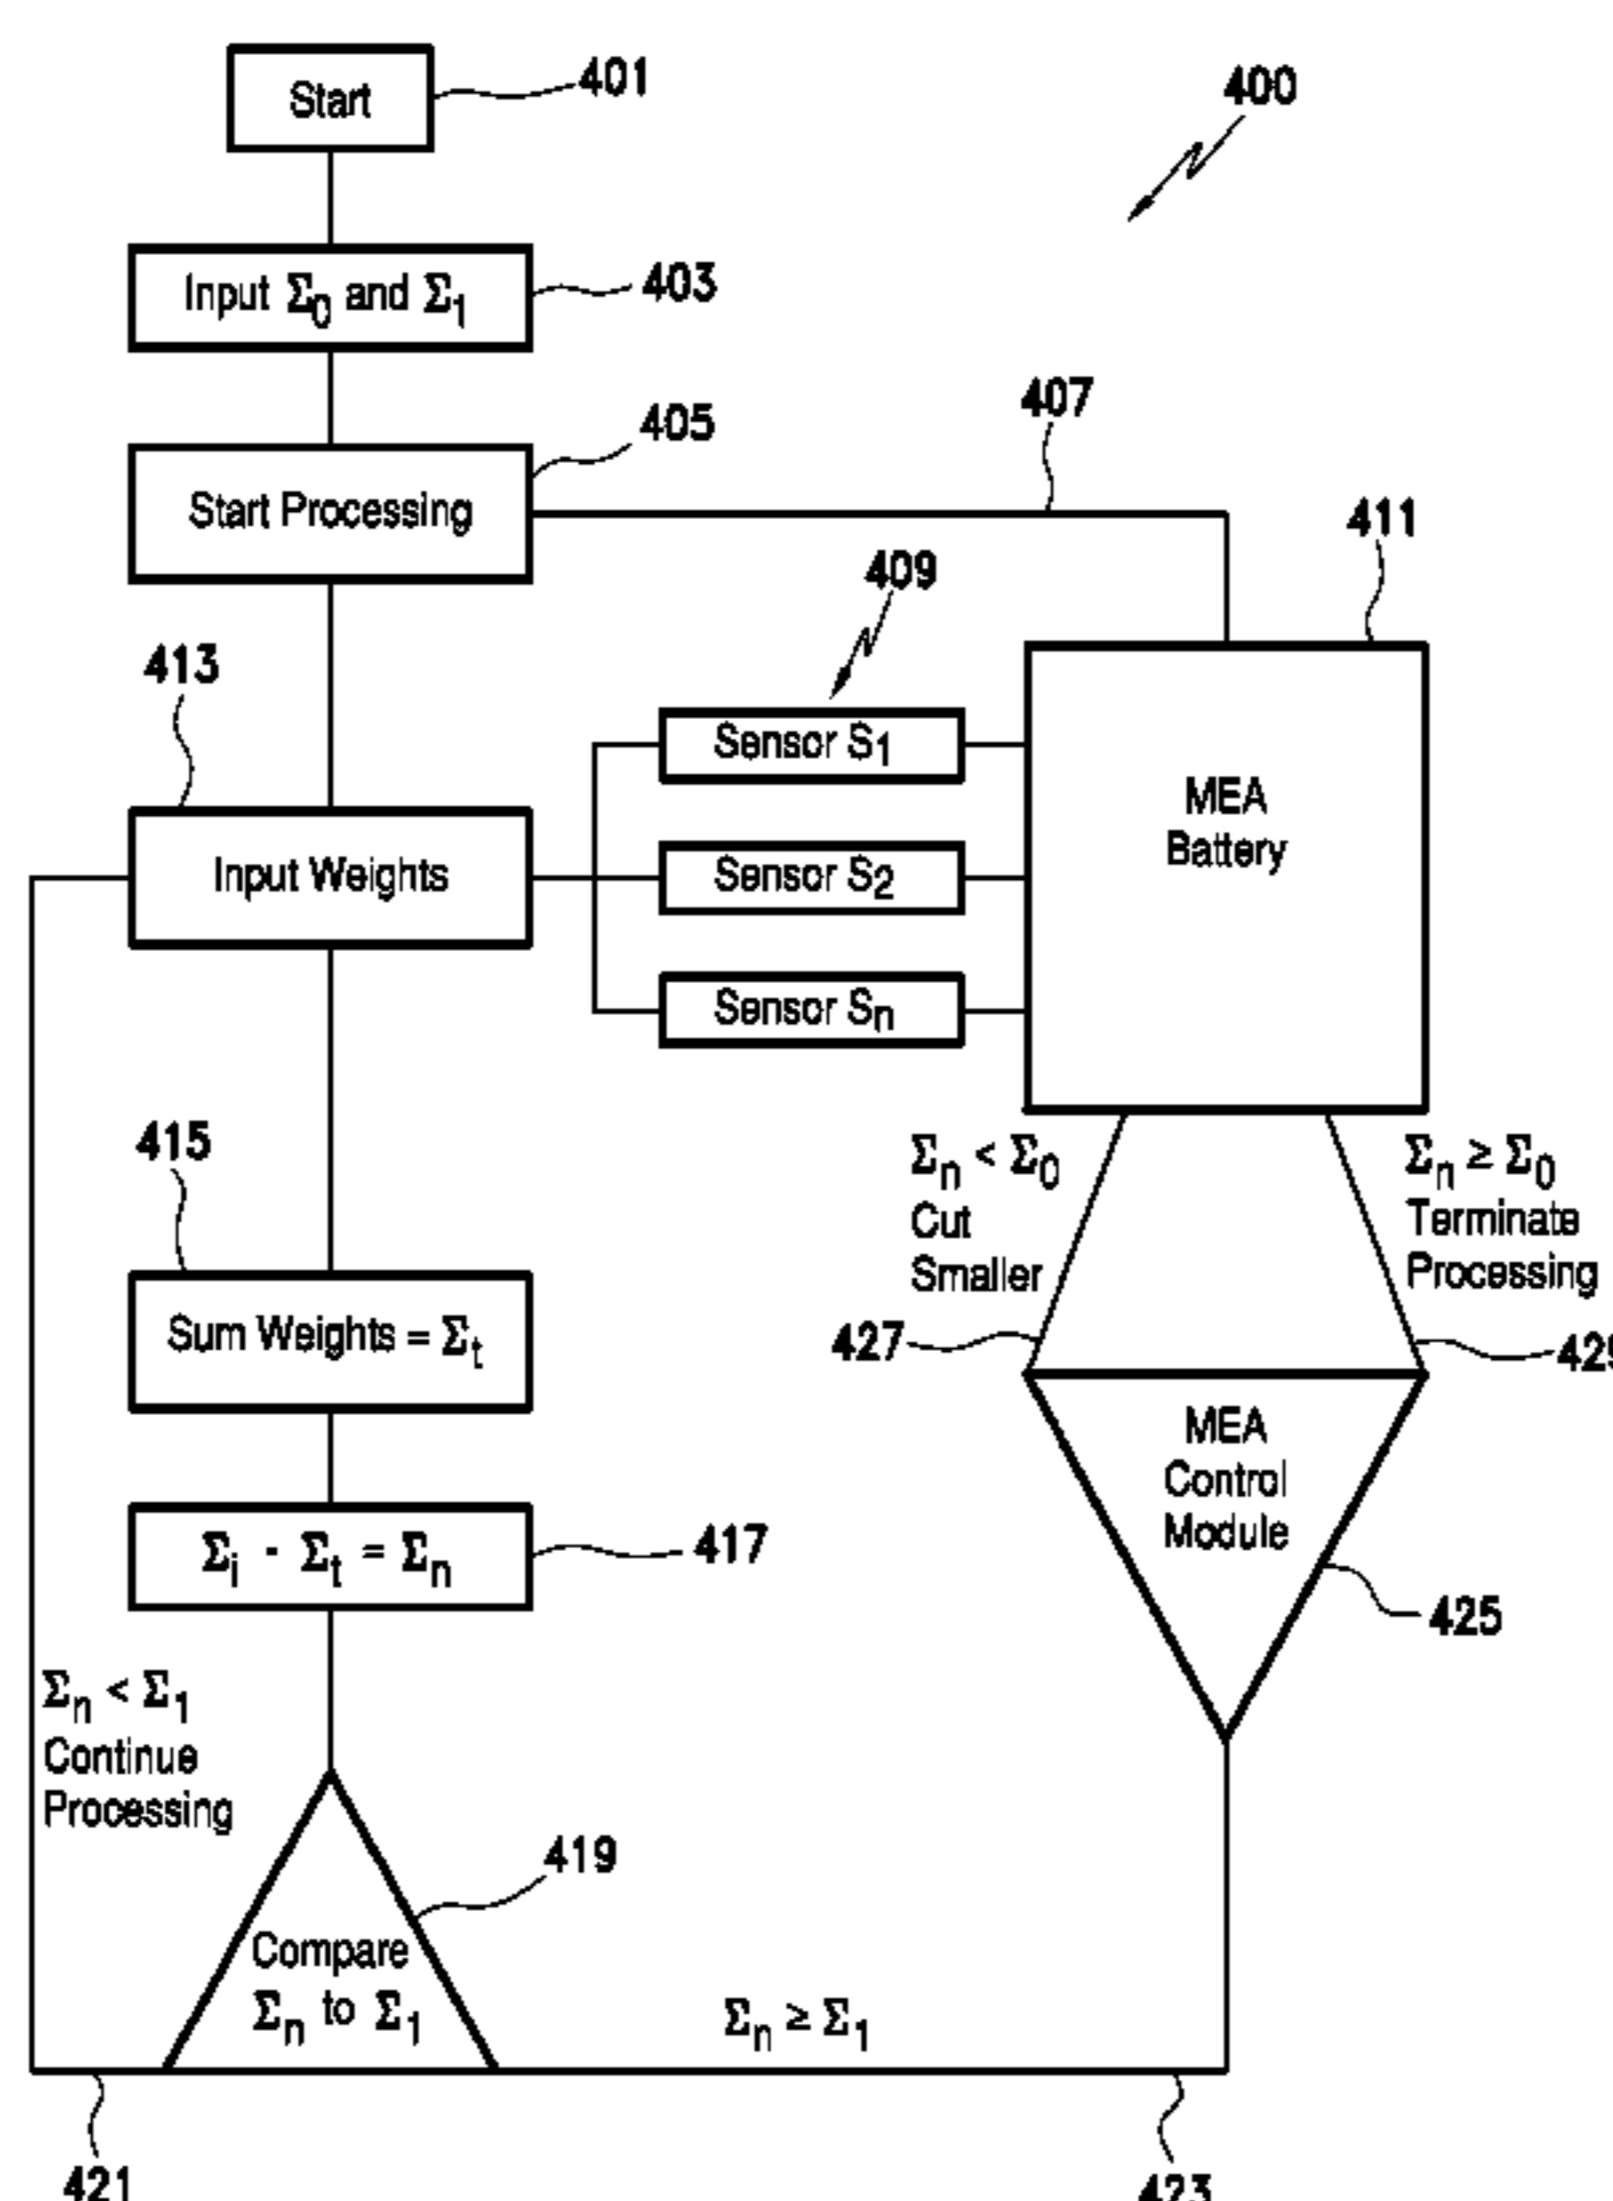 Start
401
400
Input Σ0 and Σ1
403
405
Start Processing
407
411
409
413
Sensor S1
MEA
Battery
Input Weights
Sensor S2
Sensor Sn
415
Σn < Σ0
Cut
Smaller
Σn ≥ Σ0
Terminate
Processing
Sum Weights = Σt
427
MEA
Control
Module
Σi - Σt = Σn
417
425
Σn < Σ1
Continue
Processing
419
Compare
Σn to Σ1
Σn ≥ Σ1
421
423